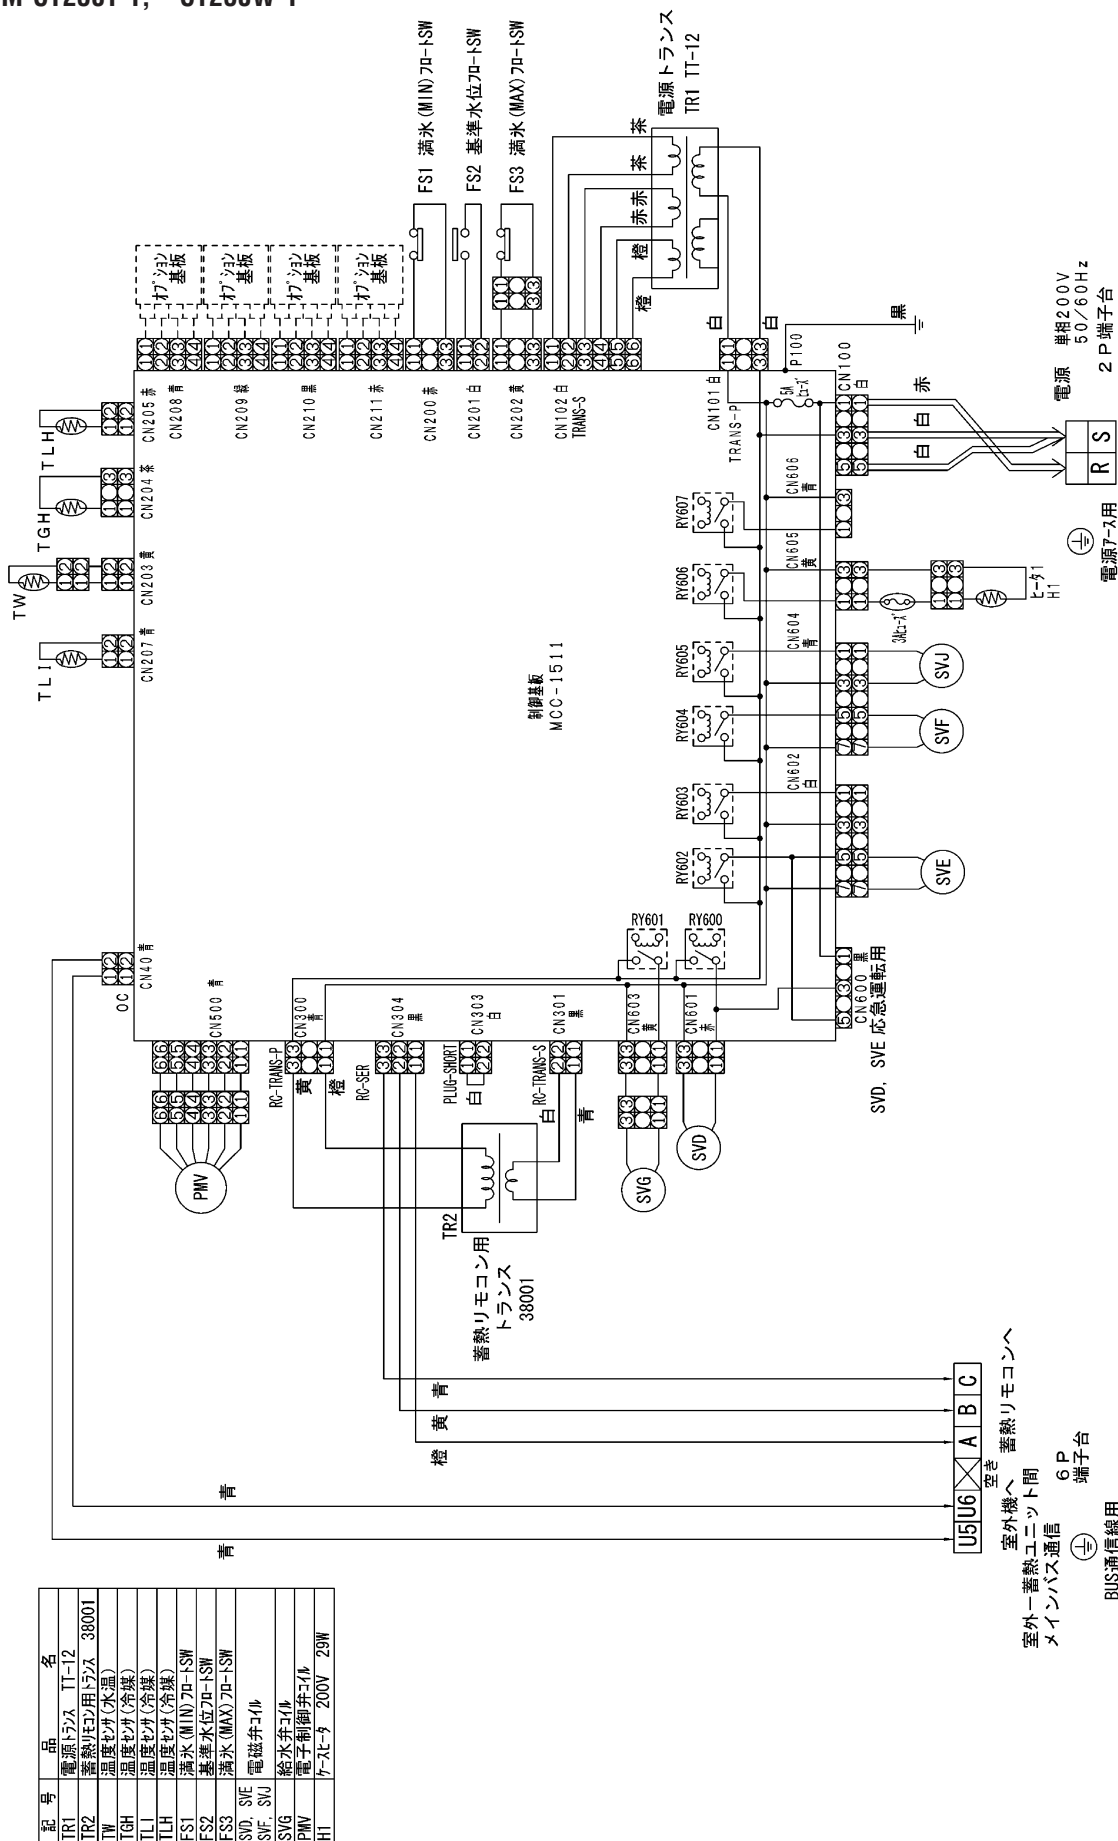 記号 品名
TR1 電源トランス TT-12
TR2 蓄熱リモコン用トランス 38001
TW 温度センサ(水温)
TGH 温度センサ(冷媒)
TLI 温度センサ(冷媒)
TLH 温度センサ(冷媒)
FS1 満氷(MIN)フロートSW
FS2 基準水位フロートSW
FS3 満氷(MAX)フロートSW
SVD, SVE
SVF, SVJ 電磁弁コイル
SVG 給水弁コイル
PMV 電子制御弁コイル
H1 ケースヒータ 200V 29W
TLI
TW
TGH
TLH
OC
CN40 青
CN207 青
CN203 黄
CN204 茶
CN205 赤
CN208 青
CN209 緑
CN210 黒
CN211 赤
CN200 赤
CN201 白
CN202 黄
CN102 白
TRANS-S
CN101 白
TRANS-P
オプション
基板
オプション
基板
オプション
基板
オプション
基板
FS1 満氷(MIN)フロートSW
FS2 基準水位フロートSW
FS3 満氷(MAX)フロートSW
茶
茶
赤
赤
橙
橙
電源トランス
TR1 TT-12
白
白
P100
黒
5A
ヒューズ
CN100
白
赤
白
白
電源 単相200V
50/60Hz
2P端子台
R S
電源アース用
制御基板
MCC-1511
RY607
RY606
RY605
RY604
RY603
RY602
RY601
RY600
CN606
青
CN605
黄
CN604
青
CN602
白
CN600 黒
SVD, SVE 応急運転用
3Aヒューズ
ヒータ1
H1
SVJ
SVF
SVE
CN500 青
PMV
CN300
青
RC-TRANS-P
黄
橙
CN304
黒
RC-SER
CN303
白
PLUG-SHORT
白
CN301
黒
RC-TRANS-S
白
青
CN603
黄
CN601
赤
SVG
SVD
TR2
蓄熱リモコン用
トランス
38001
青
黄
橙
青
青
U5 U6 A B C
空き
蓄熱リモコンへ
室外機へ
室外ー蓄熱ユニット間
メインバス通信
6P
端子台
BUS通信線用